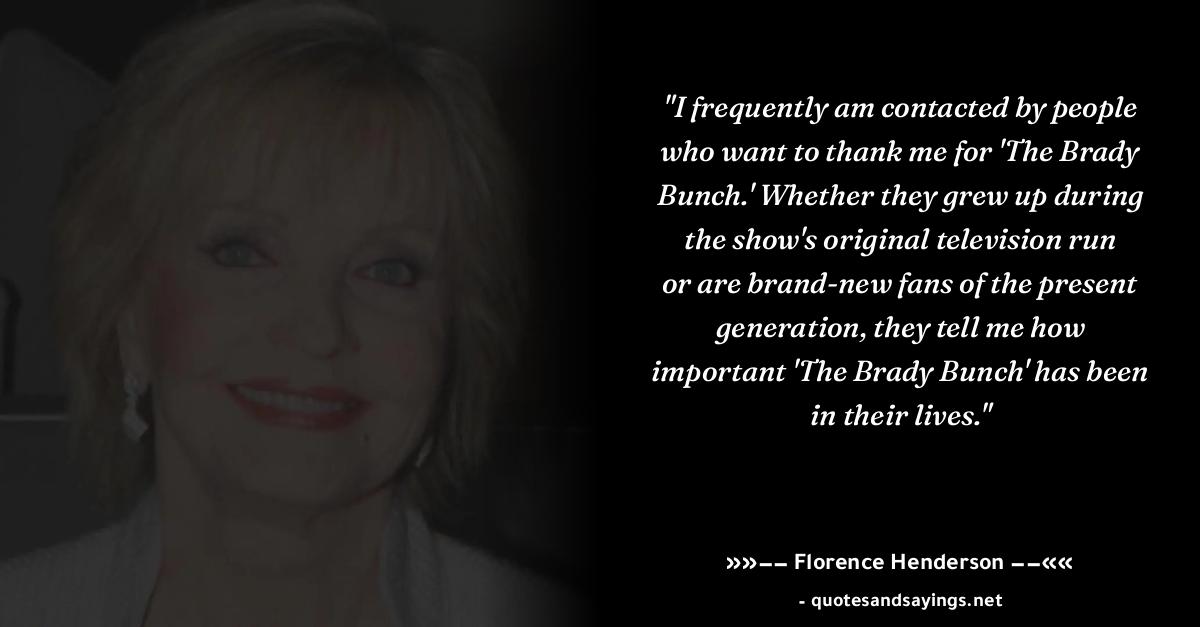 "I frequently am contacted by people
who want to thank me for 'The Brady
Bunch.' Whether they grew up during
the show's original television run
or are brand-new fans of the present
generation, they tell me how
important 'The Brady Bunch' has been
in their lives."
»»−− Florence Henderson −−««
- quotesandsayings.net